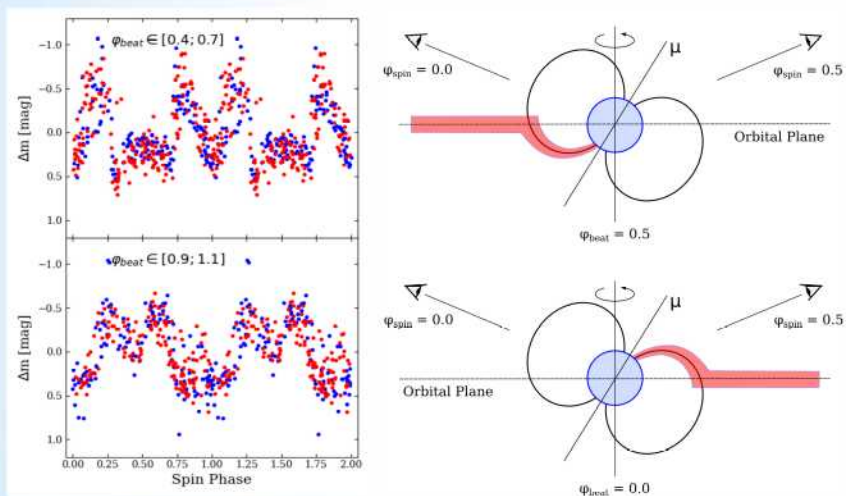 φbeat ∈ [0.4; 0.7]
−1.0
−0.5
0.0
0.5
1.0
Δm [mag]
φbeat ∈ [0.9; 1.1]
−1.0
−0.5
0.0
0.5
1.0
Δm [mag]
0.00 0.25 0.50 0.75 1.00 1.25 1.50 1.75 2.00
Spin Phase
μ
φspin = 0.0
φspin = 0.5
Orbital Plane
φbeat = 0.5
μ
φspin = 0.0
φspin = 0.5
Orbital Plane
φbeat = 0.0